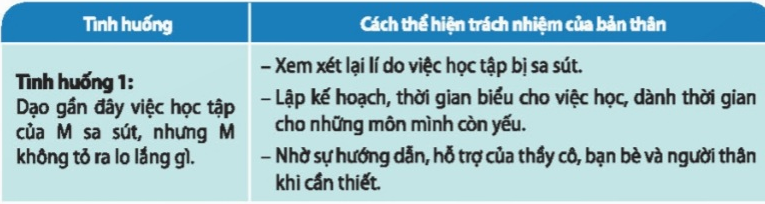 Tình huống
Cách thể hiện trách nhiệm của bản thân
Tình huống 1:
Dạo gần đây việc học tập
của M sa sút, nhưng M
không tỏ ra lo lắng gì.
– Xem xét lại lí do việc học tập bị sa sút.
– Lập kế hoạch, thời gian biểu cho việc học, dành thời gian
cho những môn mình còn yếu.
– Nhờ sự hướng dẫn, hỗ trợ của thầy cô, bạn bè và người thân
khi cần thiết.